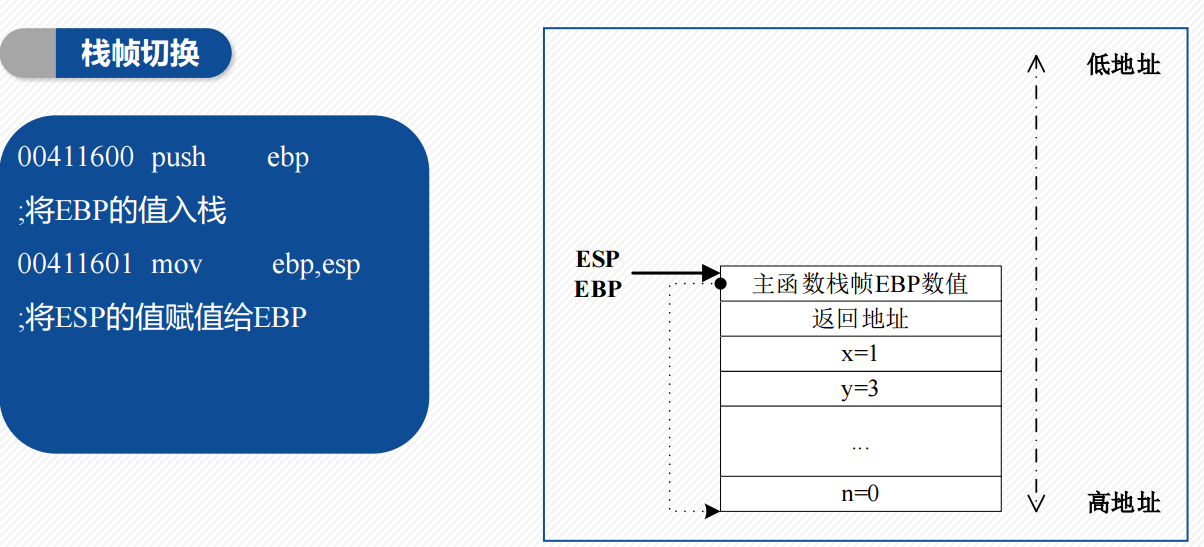 栈帧切换
00411600 push ebp
;将EBP的值入栈
00411601 mov ebp,esp
;将ESP的值赋值给EBP
低地址
ESP
EBP
主函数栈帧EBP数值
返回地址
x=1
y=3
...
n=0
高地址